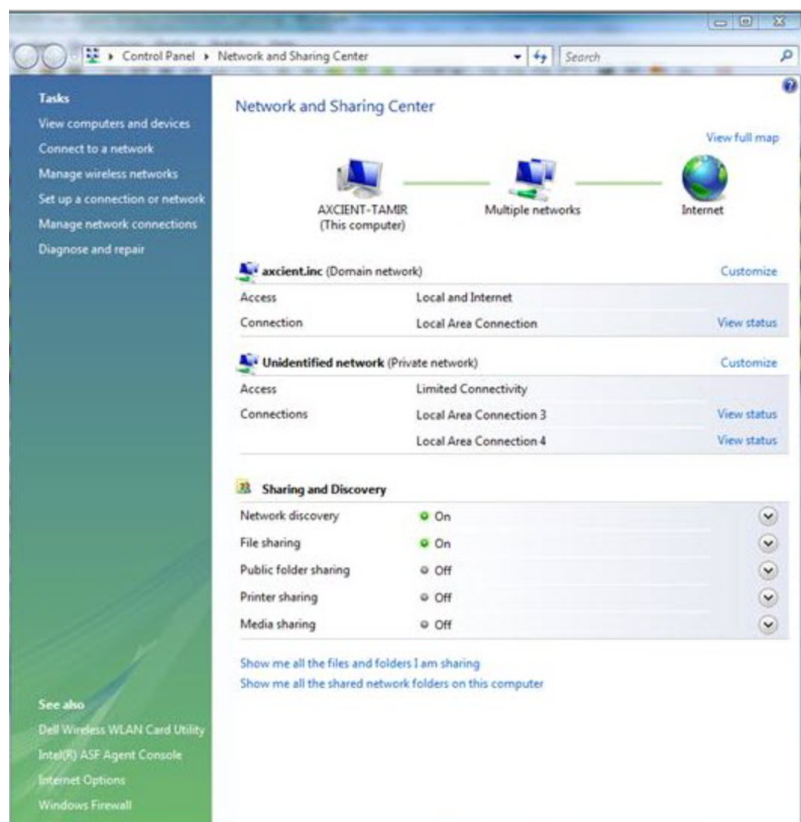 Control Panel Network and Sharing Center Search
Tasks
View computers and devices
Connect to a network
Manage wireless networks
Set up a connection or network
Manage network connections
Diagnose and repair
See also
Dell Wireless WLAN Card Utility
Intel(R) ASF Agent Console
Internet Options
Windows Firewall
Network and Sharing Center
View full map
AXCIENT-TAMIR Multiple networks Internet
(This computer)
axcient.inc (Domain network) Customize
Access Local and Internet
Connection Local Area Connection View status
Unidentified network (Private network) Customize
Access Limited Connectivity
Connections Local Area Connection 3 View status
Local Area Connection 4 View status
Sharing and Discovery
Network discovery On
File sharing On
Public folder sharing Off
Printer sharing Off
Media sharing Off
Show me all the files and folders I am sharing
Show me all the shared network folders on this computer